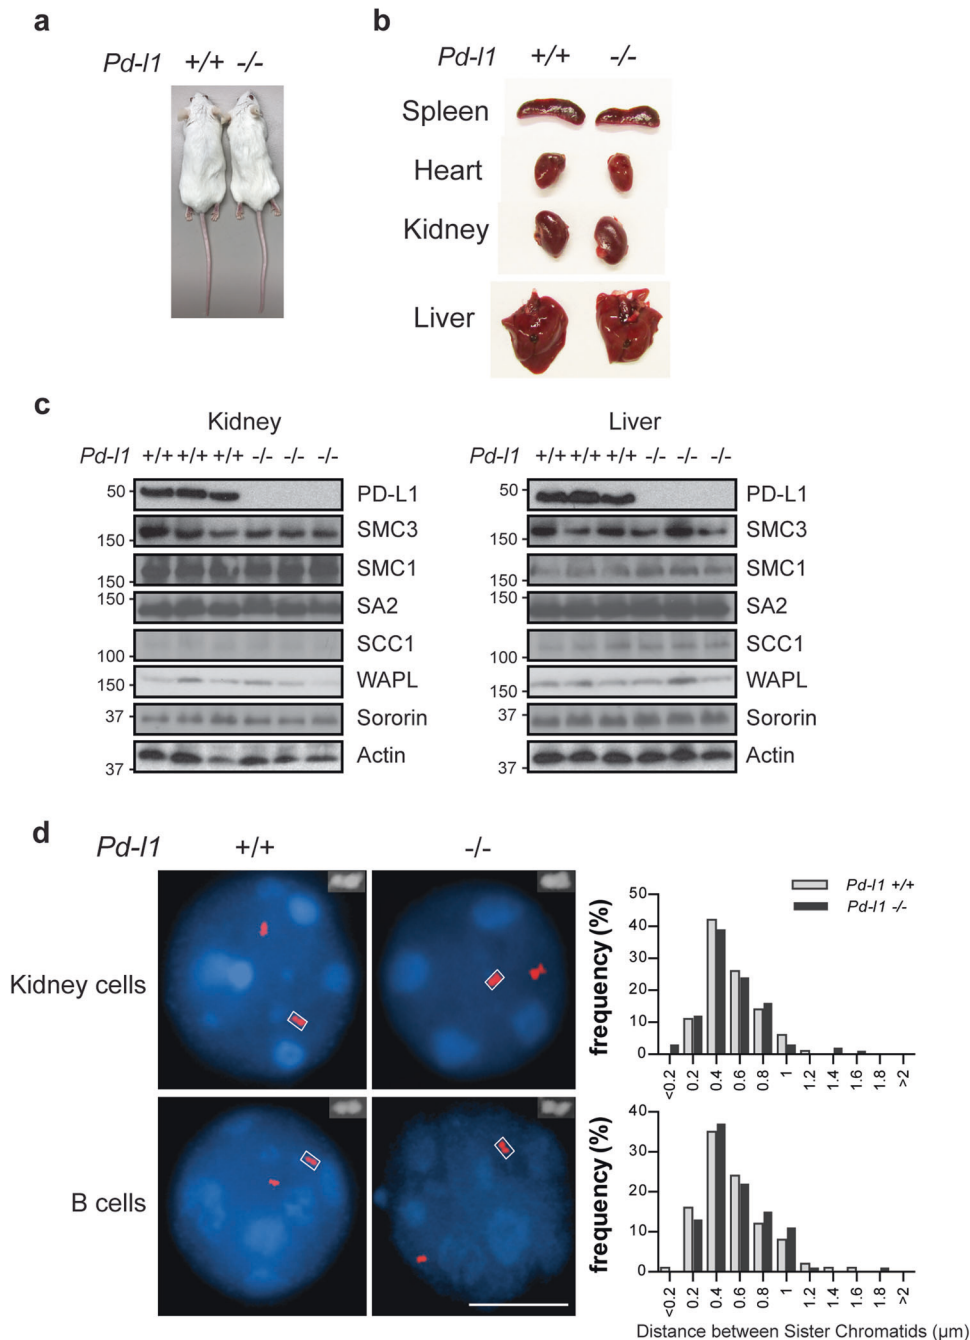 a
Pd-l1 +/+ -/-
b
Pd-l1 +/+ -/-
Spleen
Heart
Kidney
Liver
c
Kidney
Pd-l1 +/+ +/+ +/+ -/- -/- -/-
50 PD-L1
150 SMC3
150 SMC1
150 SA2
100 SCC1
150 WAPL
37 Sororin
37 Actin
Liver
Pd-l1 +/+ +/+ +/+ -/- -/- -/-
50 PD-L1
150 SMC3
150 SMC1
150 SA2
100 SCC1
150 WAPL
37 Sororin
37 Actin
d
Pd-l1 +/+ -/-
Kidney cells
B cells
Pd-l1 +/+
Pd-l1 -/-
frequency (%)
50
40
30
20
10
0
<0.2 0.2 0.4 0.6 0.8 1 1.2 1.4 1.6 1.8 >2
frequency (%)
40
30
20
10
0
<0.2 0.2 0.4 0.6 0.8 1 1.2 1.4 1.6 1.8 >2
Distance between Sister Chromatids (µm)